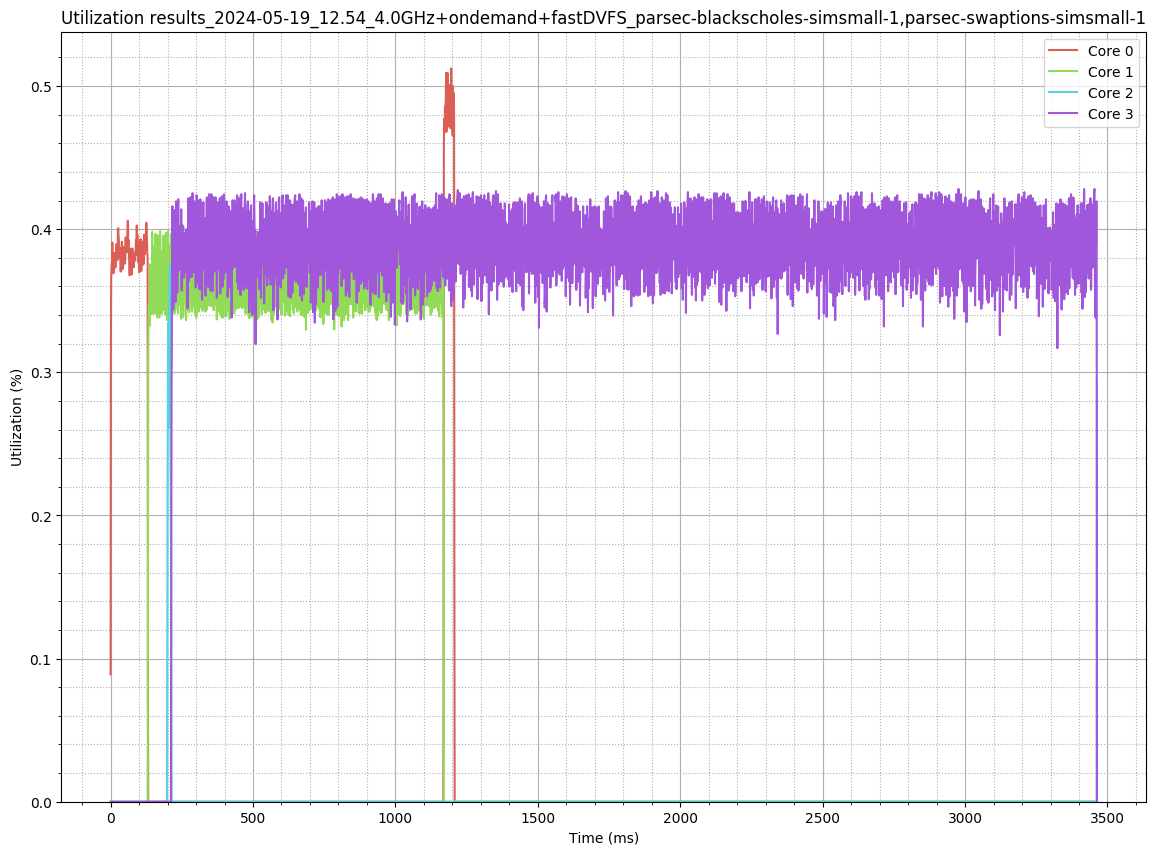 Utilization results_2024-05-19_12.54_4.0GHz+ondemand+fastDVFS_parsec-blackscholes-simsmall-1,parsec-swaptions-simsmall-1
Core 0
Core 1
Core 2
Core 3
0.5
0.4
0.3
0.2
0.1
0.0
Utilization (%)
0
500
1000
1500
2000
2500
3000
3500
Time (ms)